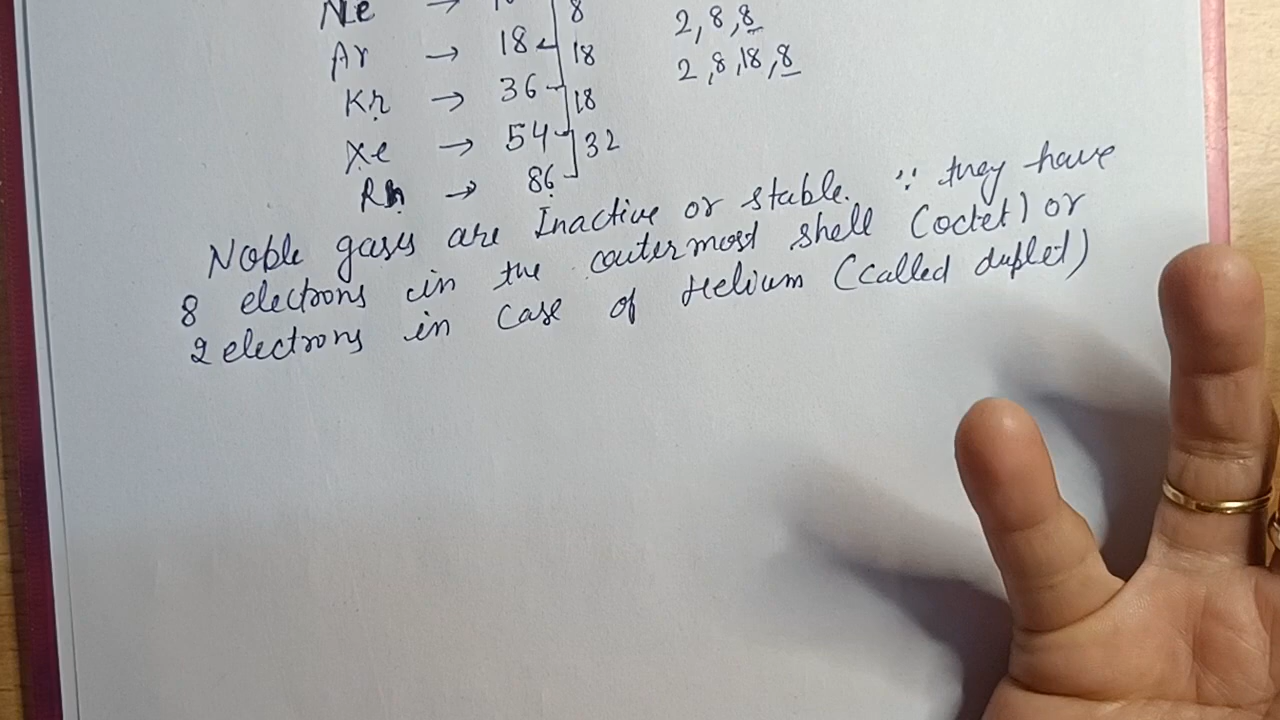 Ne → 10 8 2,8,8
Ar → 18 18 2,8,18,8
Kr → 36 18
Xe → 54 32
Rn → 86
Noble gases are Inactive or stable. ∵ they have
8 electrons in the outermost shell (octet) or
2 electrons in case of Helium (called duplet)